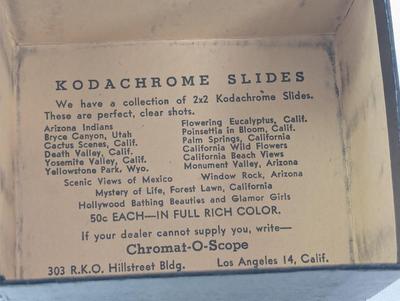 KODACHROME SLIDES
We have a collection of 2x2 Kodachrome Slides.
These are perfect, clear shots.
Arizona Indians
Bryce Canyon, Utah
Cactus Scenes, Calif.
Death Valley, Calif.
Yosemite Valley, Calif.
Yellowstone Park. Wyo.
Flowering Eucalyptus, Calif.
Poinsettia in Bloom, Calif.
Palm Springs, California
California Wild Flowers
California Beach Views
Monument Valley, Arizona
Scenic Views of Mexico Window Rock, Arizona
Mystery of Life, Forest Lawn, California
Hollywood Bathing Beauties and Glamor Girls
50c EACH—IN FULL RICH COLOR.
If your dealer cannot supply you, write—
Chromat-O-Scope
303 R.K.O. Hillstreet Bldg. Los Angeles 14, Calif.